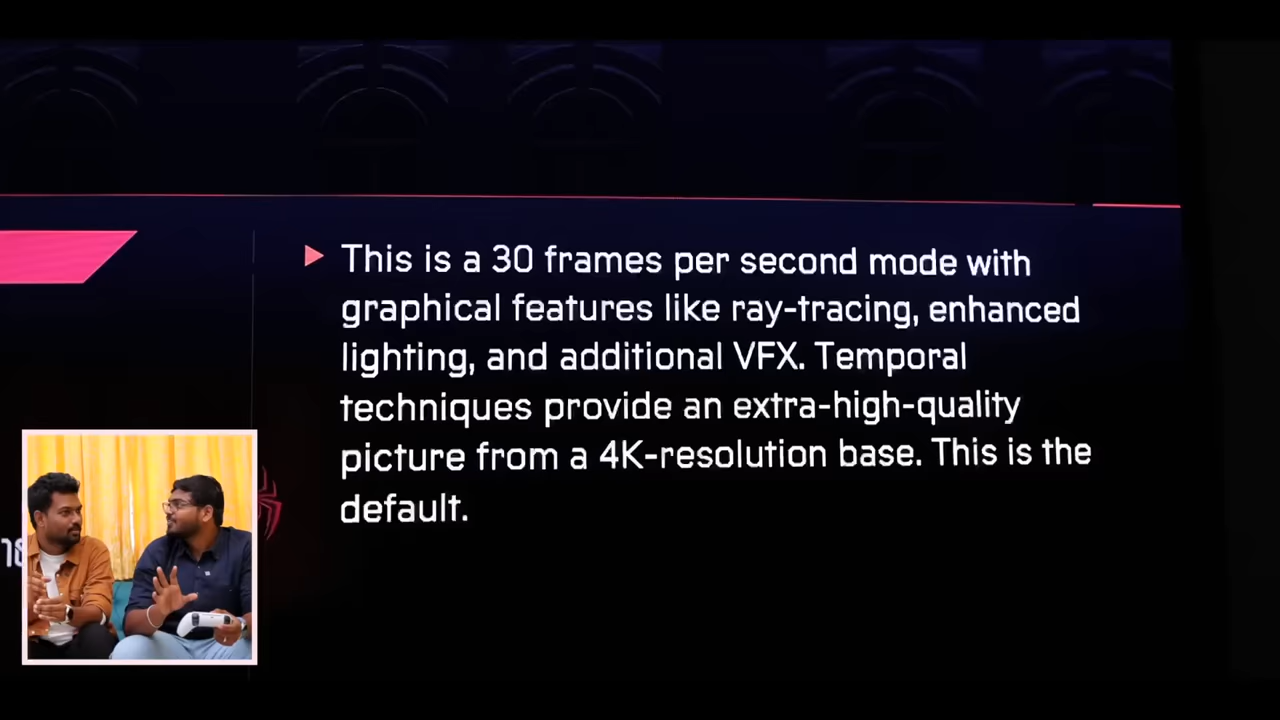 This is a 30 frames per second mode with
graphical features like ray-tracing, enhanced
lighting, and additional VFX. Temporal
techniques provide an extra-high-quality
picture from a 4K-resolution base. This is the
default.